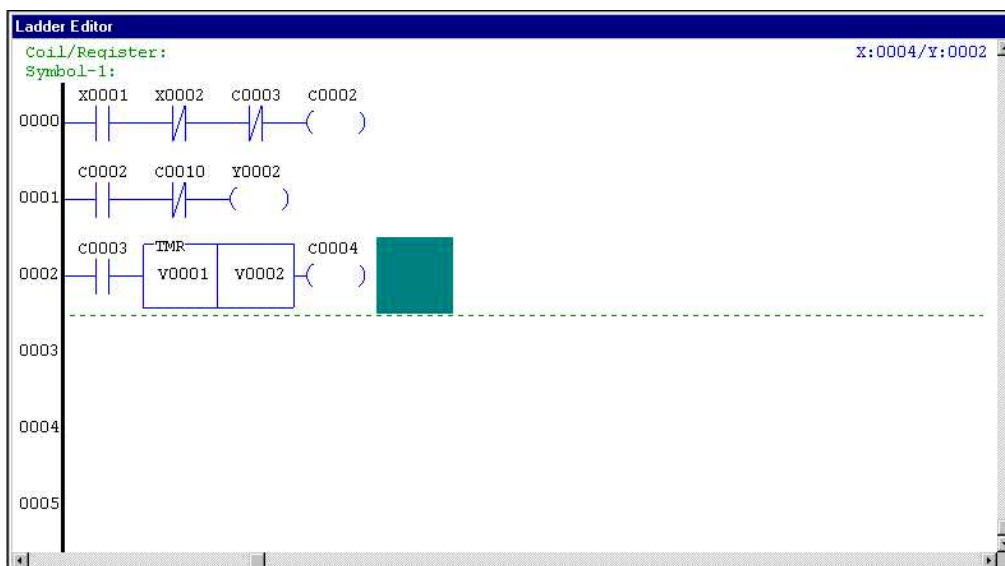 Ladder Editor
Coil/Register: X:0004/Y:0002
Symbol-1:
X0001 X0002 C0003 C0002
0000
C0002 C0010 Y0002
0001
C0003 TMR C0004
0002 V0001 V0002
0003
0004
0005